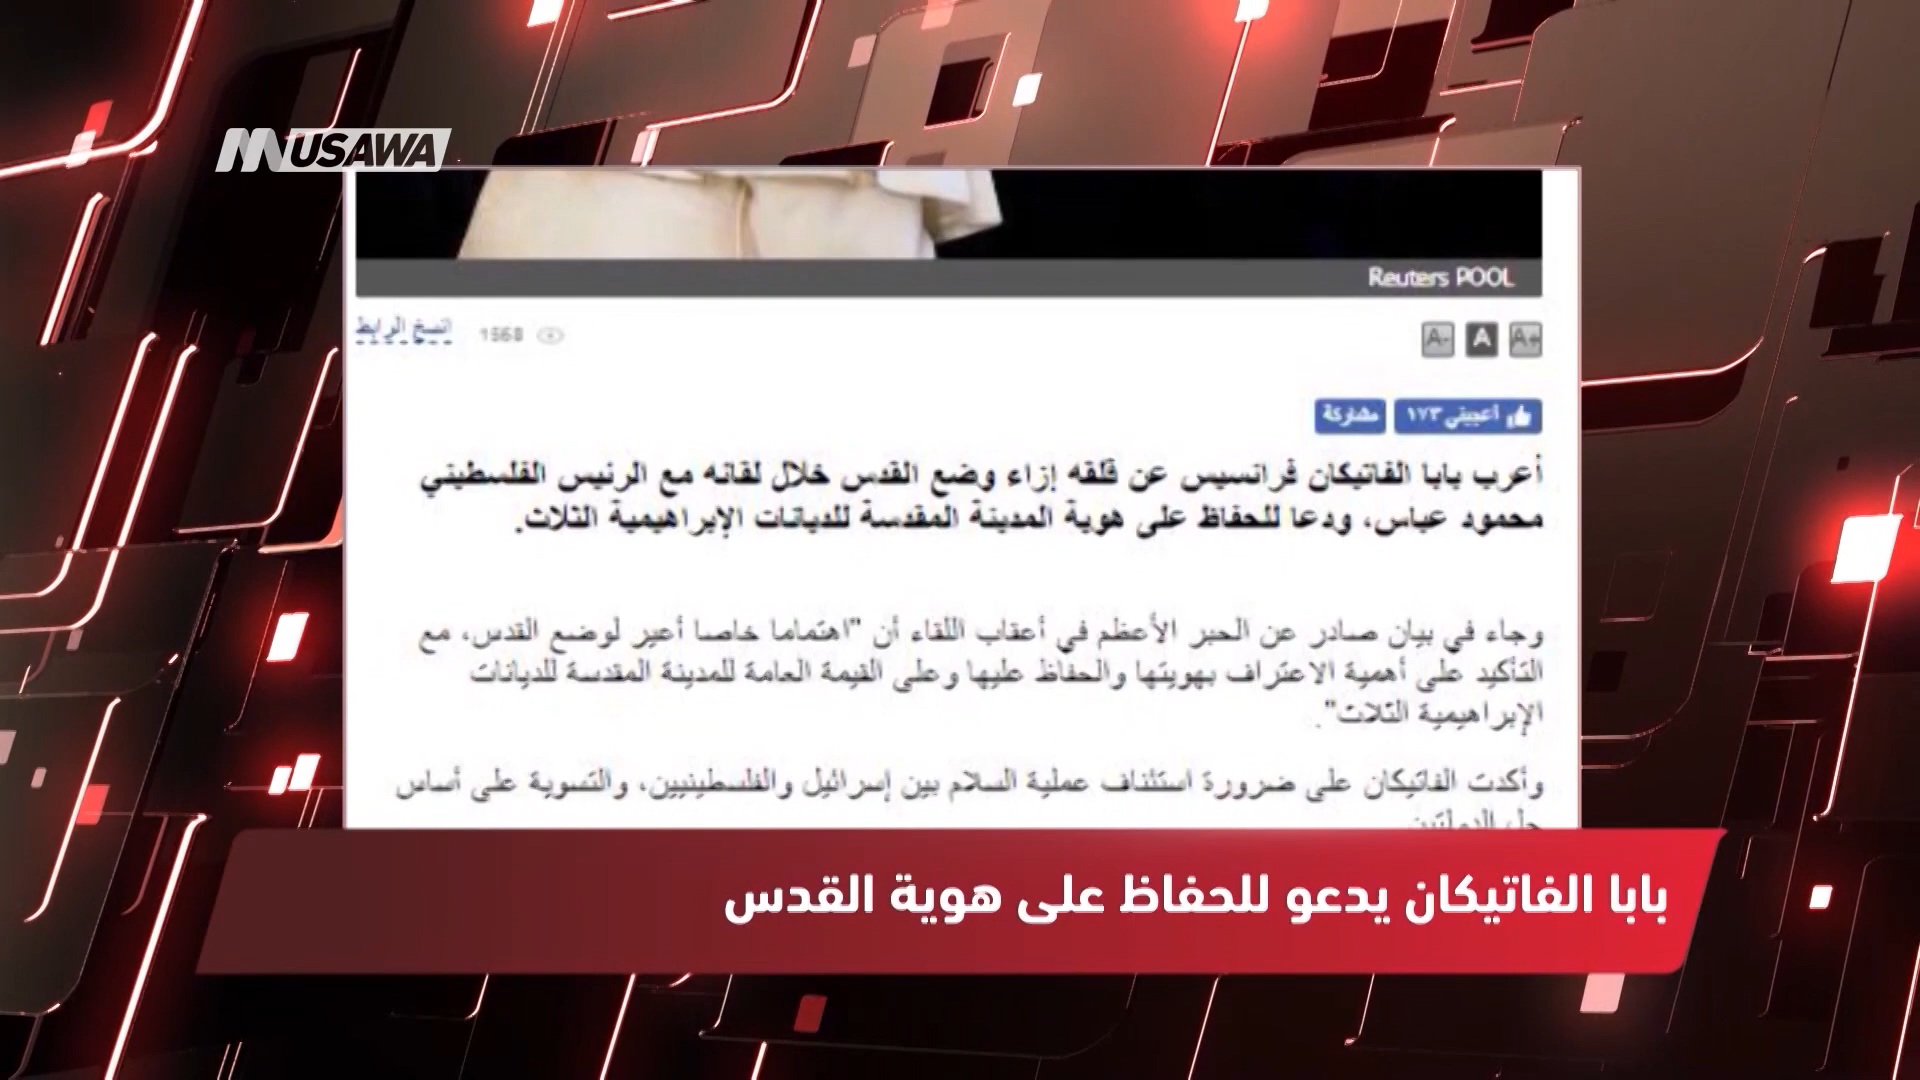 MUSAWA
Reuters POOL
انسخ الرابط
1568
A- A A+
أعجبني ١٧٣
مشاركة
أعرب بابا الفاتيكان فرانسيس عن قلقه إزاء وضع القدس خلال لقائه مع الرئيس الفلسطيني
محمود عباس، ودعا للحفاظ على هوية المدينة المقدسة للديانات الإبراهيمية الثلاث.
وجاء في بيان صادر عن الحبر الأعظم في أعقاب اللقاء أن "اهتماما خاصا أعير لوضع القدس، مع
التأكيد على أهمية الاعتراف بهويتها والحفاظ عليها وعلى القيمة العامة للمدينة المقدسة للديانات
الإبراهيمية الثلاث".
وأكدت الفاتيكان على ضرورة استئناف عملية السلام بين إسرائيل والفلسطينيين، والتسوية على أساس
حل الدولتين
بابا الفاتيكان يدعو للحفاظ على هوية القدس